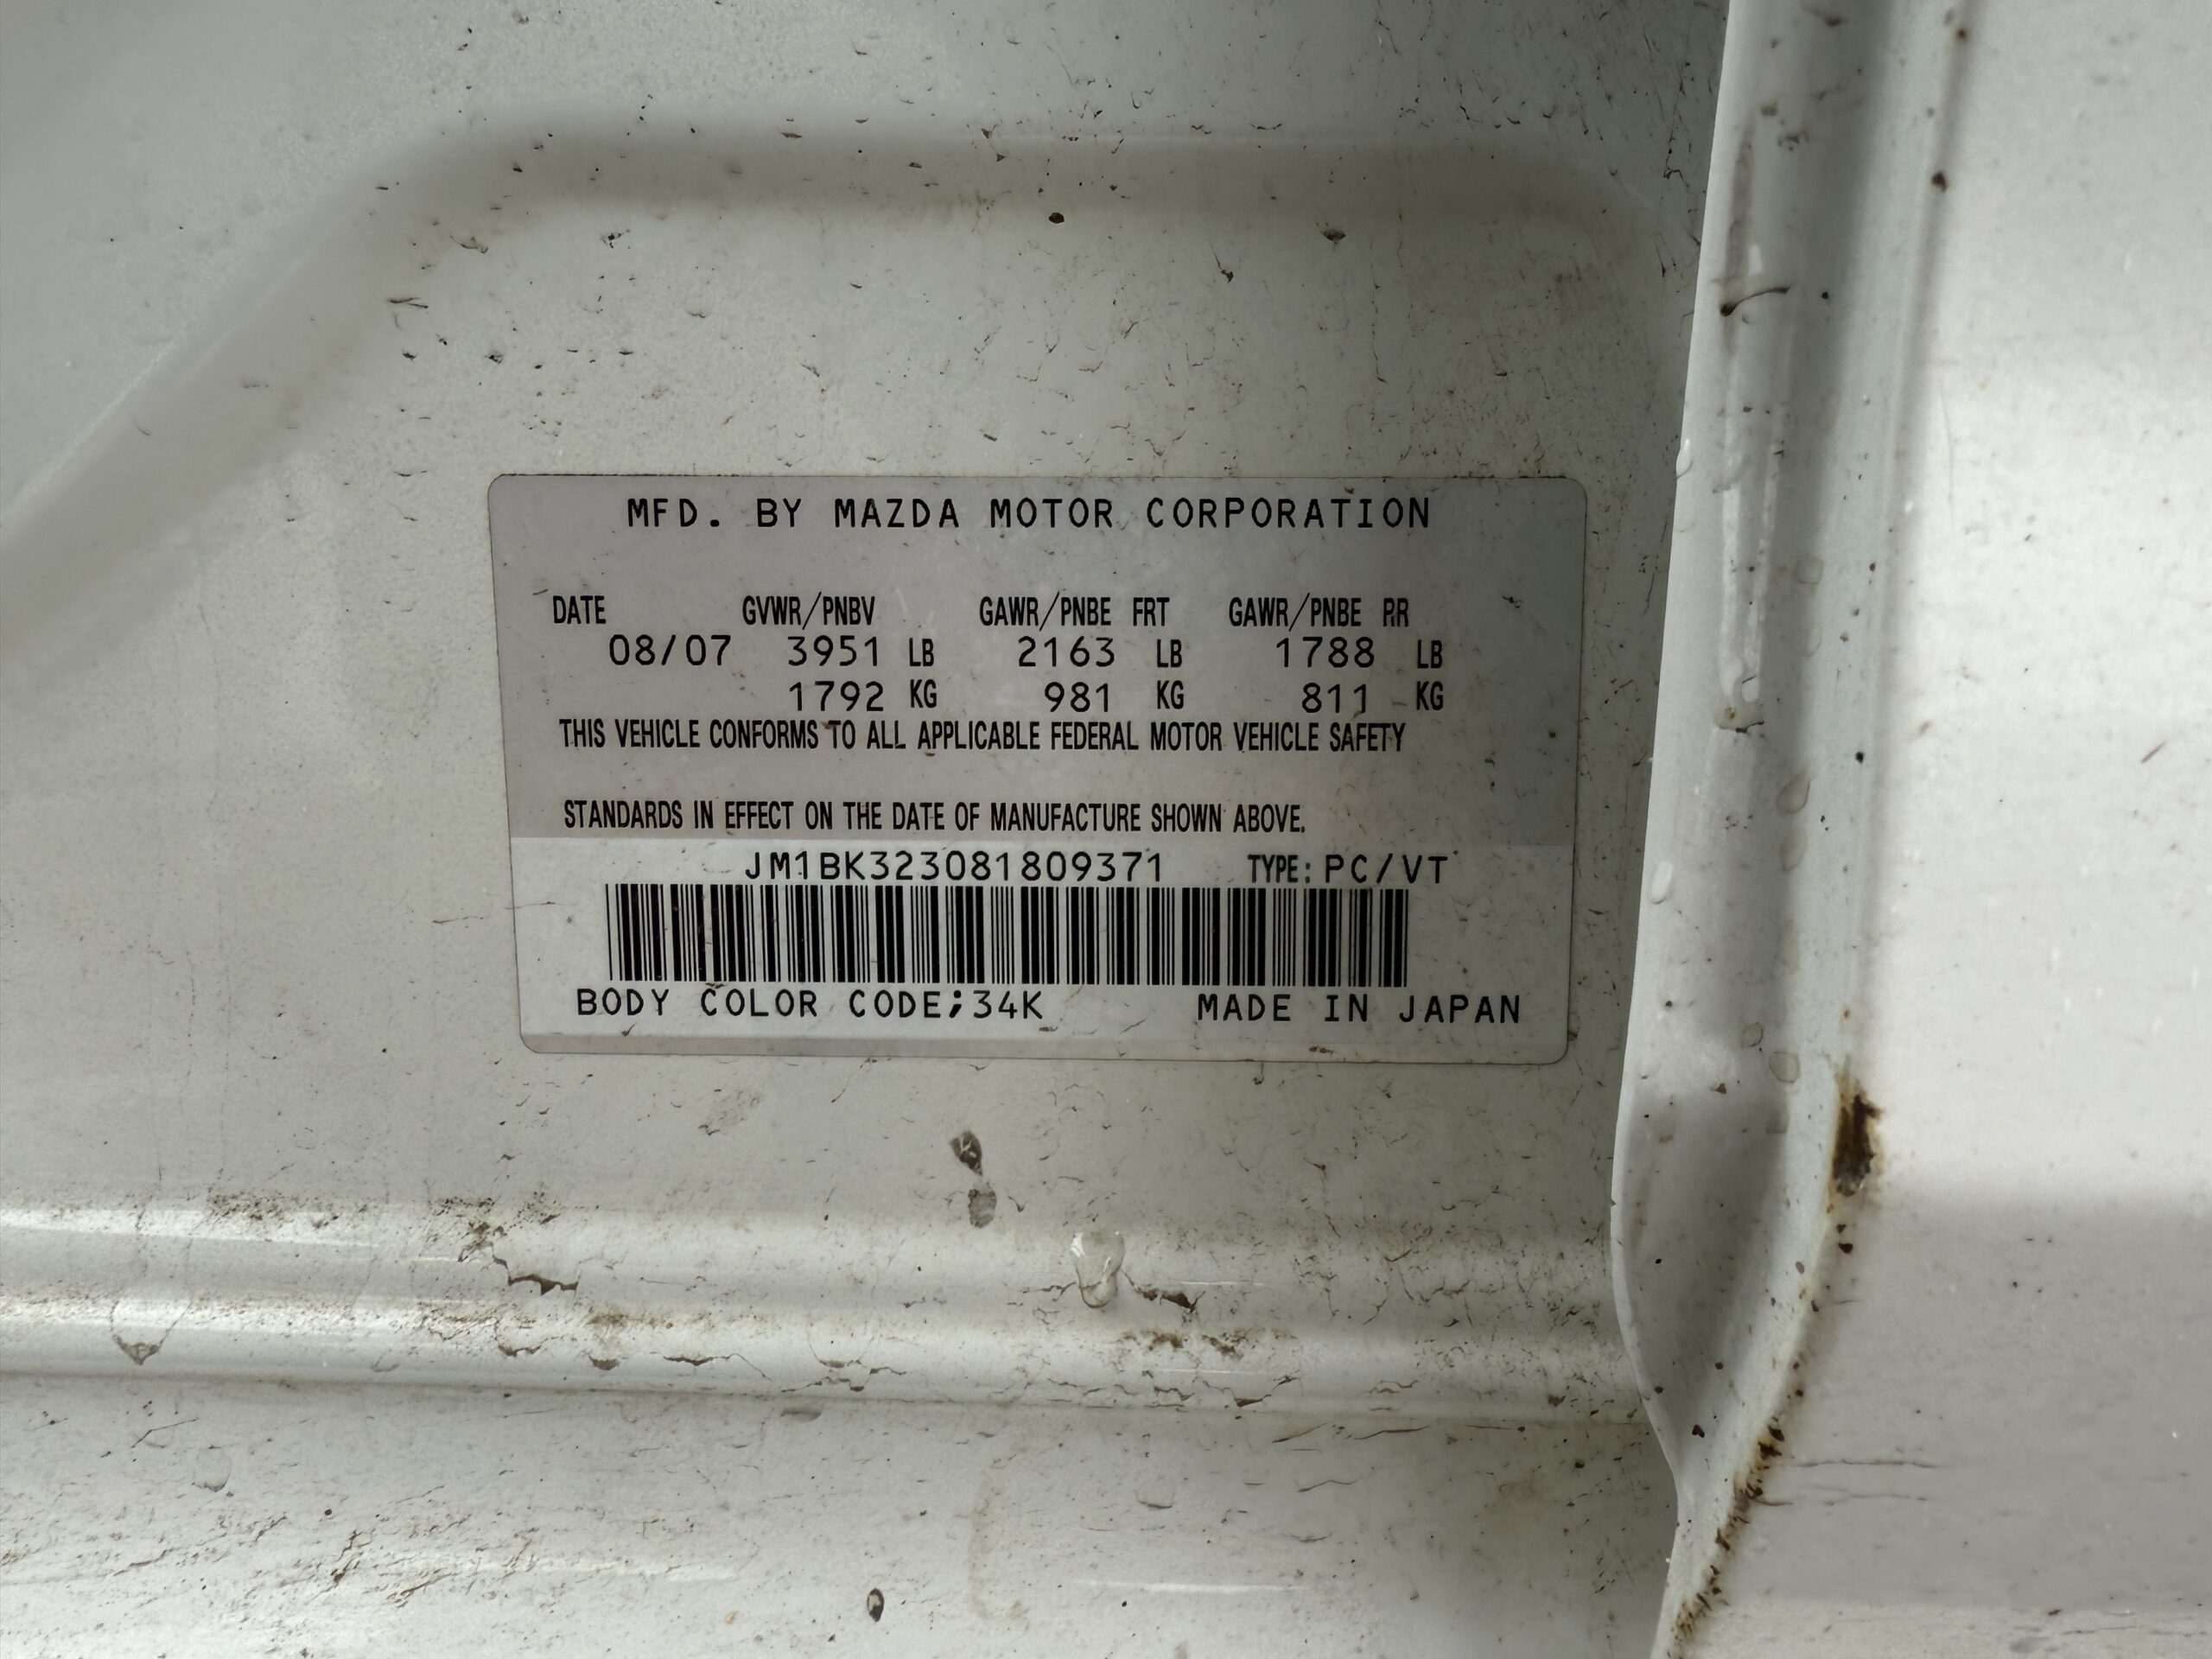 MFD. BY MAZDA MOTOR CORPORATION
DATE GVWR/PNBV GAWR/PNBE FRT GAWR/PNBE RR
08/07 3951 LB 2163 LB 1788 LB
1792 KG 981 KG 811 KG
THIS VEHICLE CONFORMS TO ALL APPLICABLE FEDERAL MOTOR VEHICLE SAFETY
STANDARDS IN EFFECT ON THE DATE OF MANUFACTURE SHOWN ABOVE.
JM1BK323081809371 TYPE: PC/VT
BODY COLOR CODE;34K MADE IN JAPAN